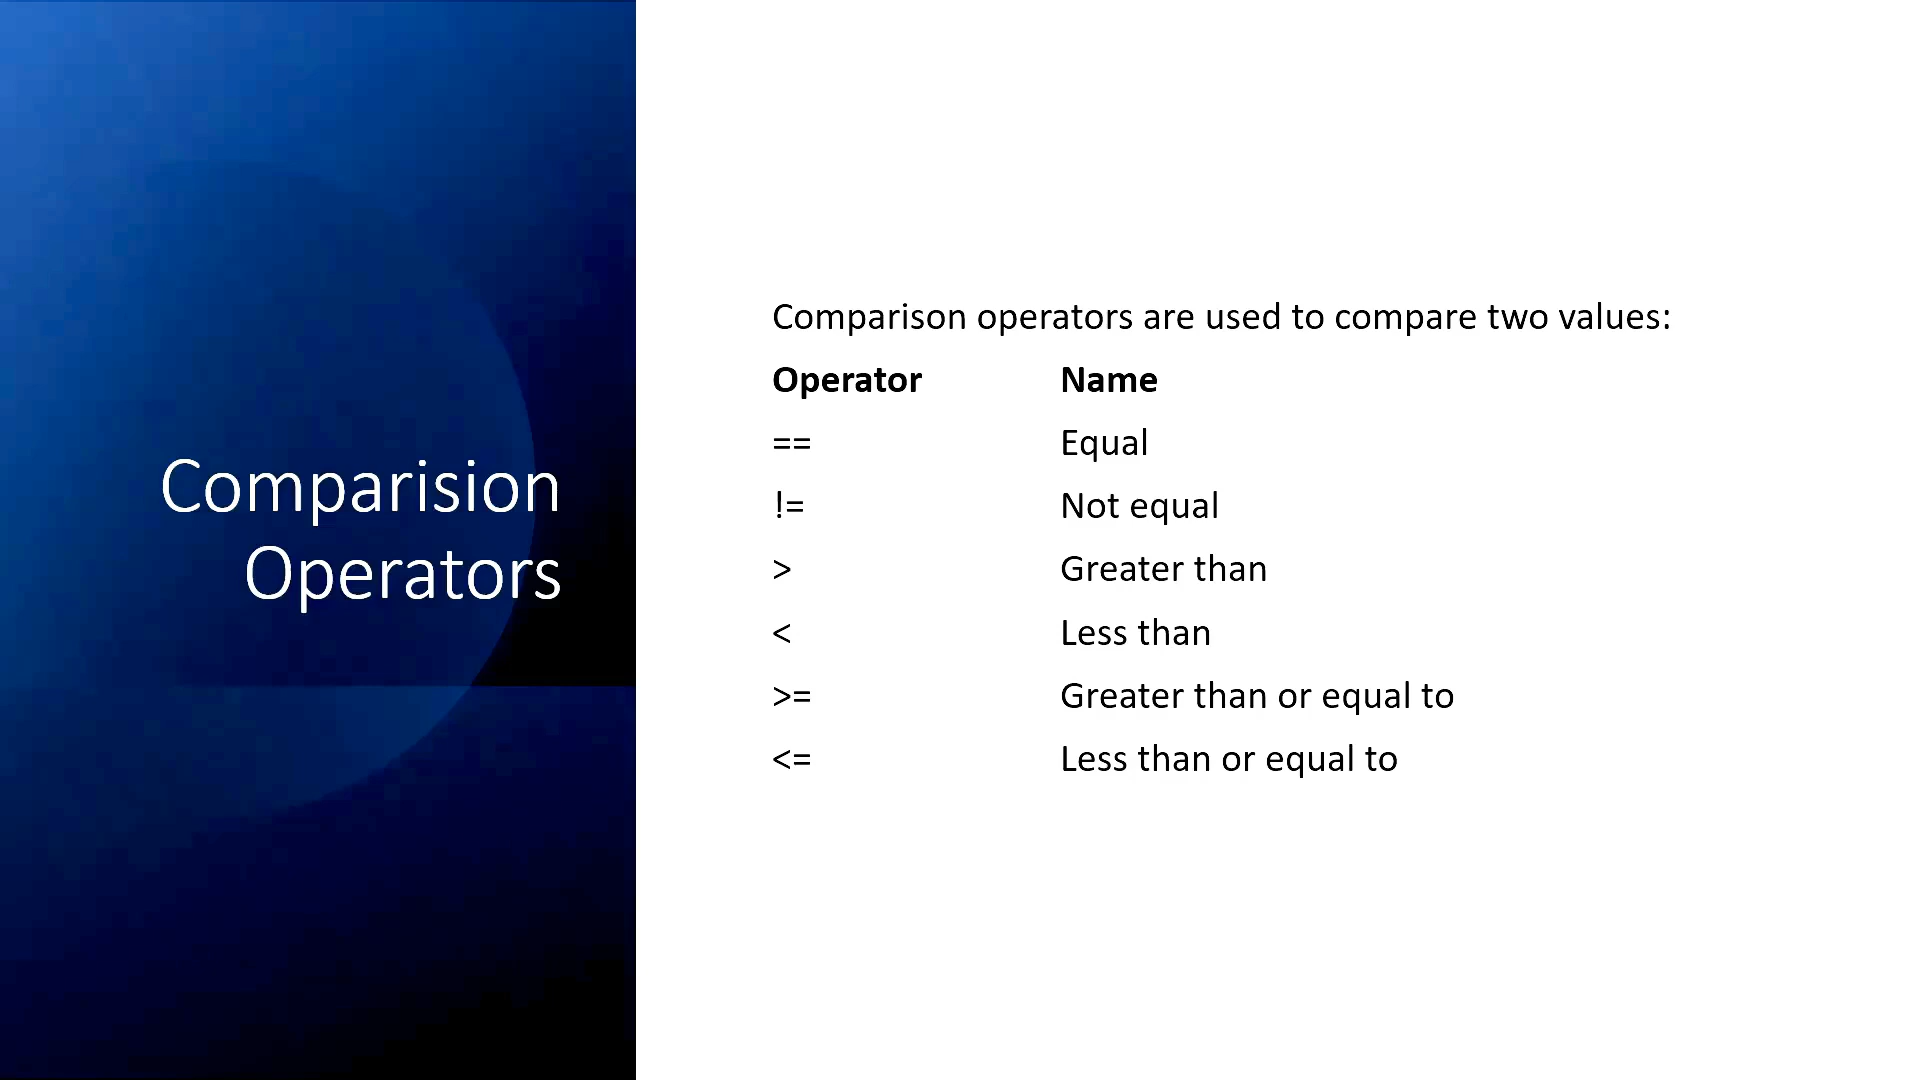 Comparision
Operators
Comparison operators are used to compare two values:
Operator Name
== Equal
!= Not equal
> Greater than
< Less than
>= Greater than or equal to
<= Less than or equal to